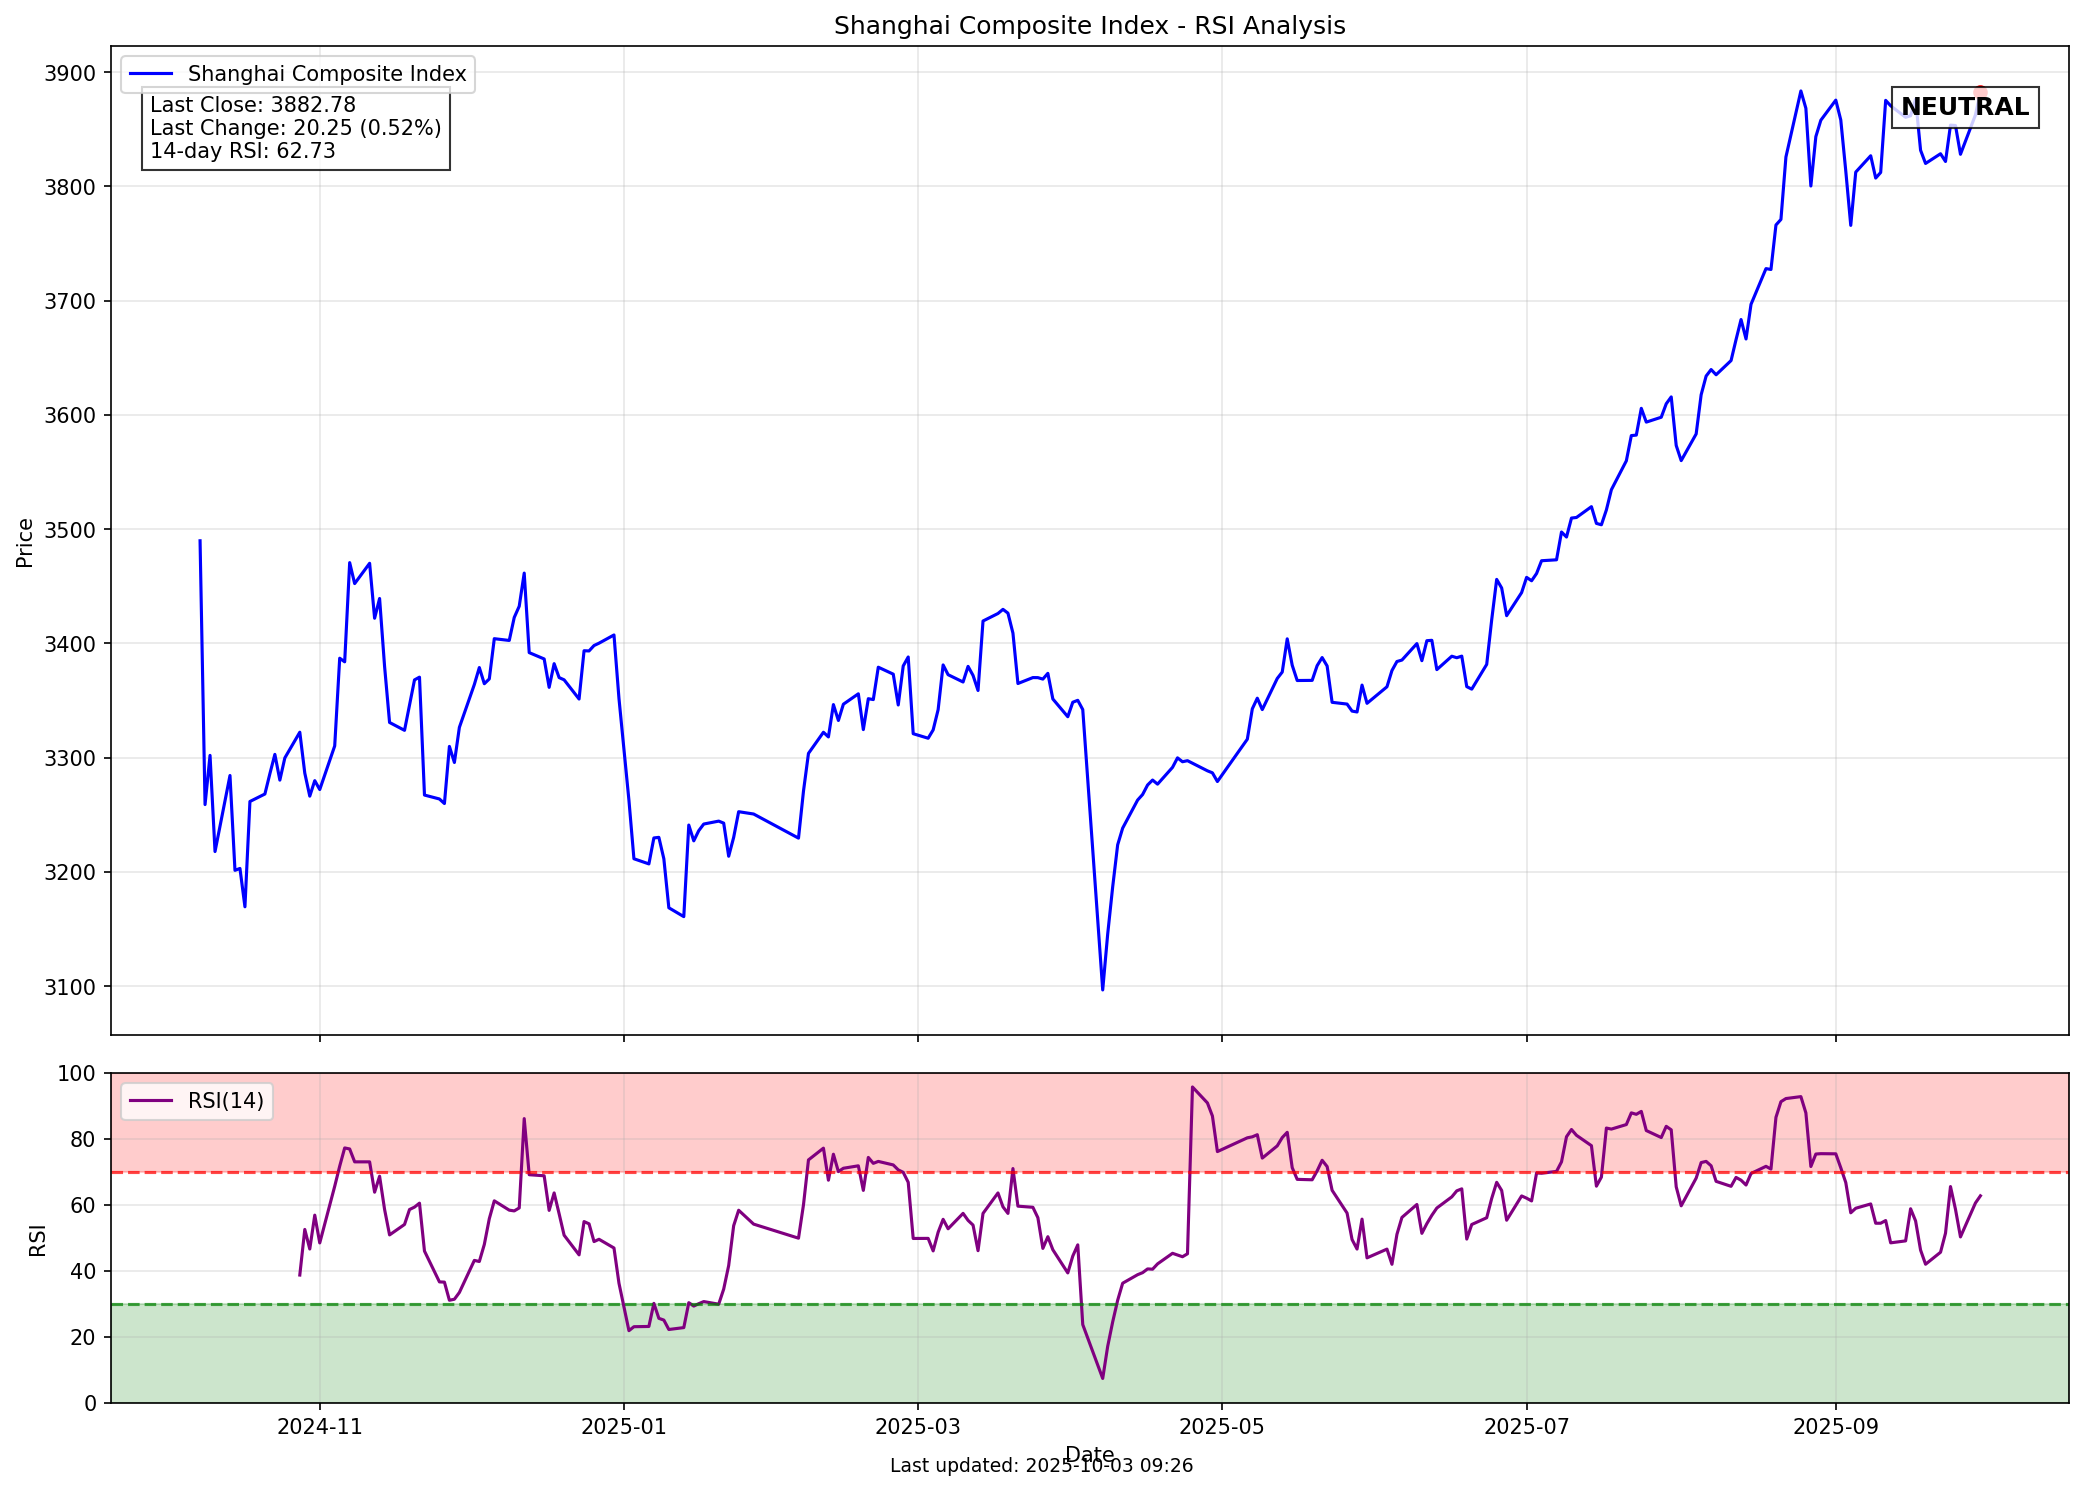 Shanghai Composite Index - RSI Analysis
Shanghai Composite Index
Last Close: 3882.78
Last Change: 20.25 (0.52%)
14-day RSI: 62.73
NEUTRAL
Price
3900
3800
3700
3600
3500
3400
3300
3200
3100
RSI(14)
RSI
100
80
60
40
20
0
2024-11
2025-01
2025-03
2025-05
2025-07
2025-09
Date
Last updated: 2025-10-03 09:26